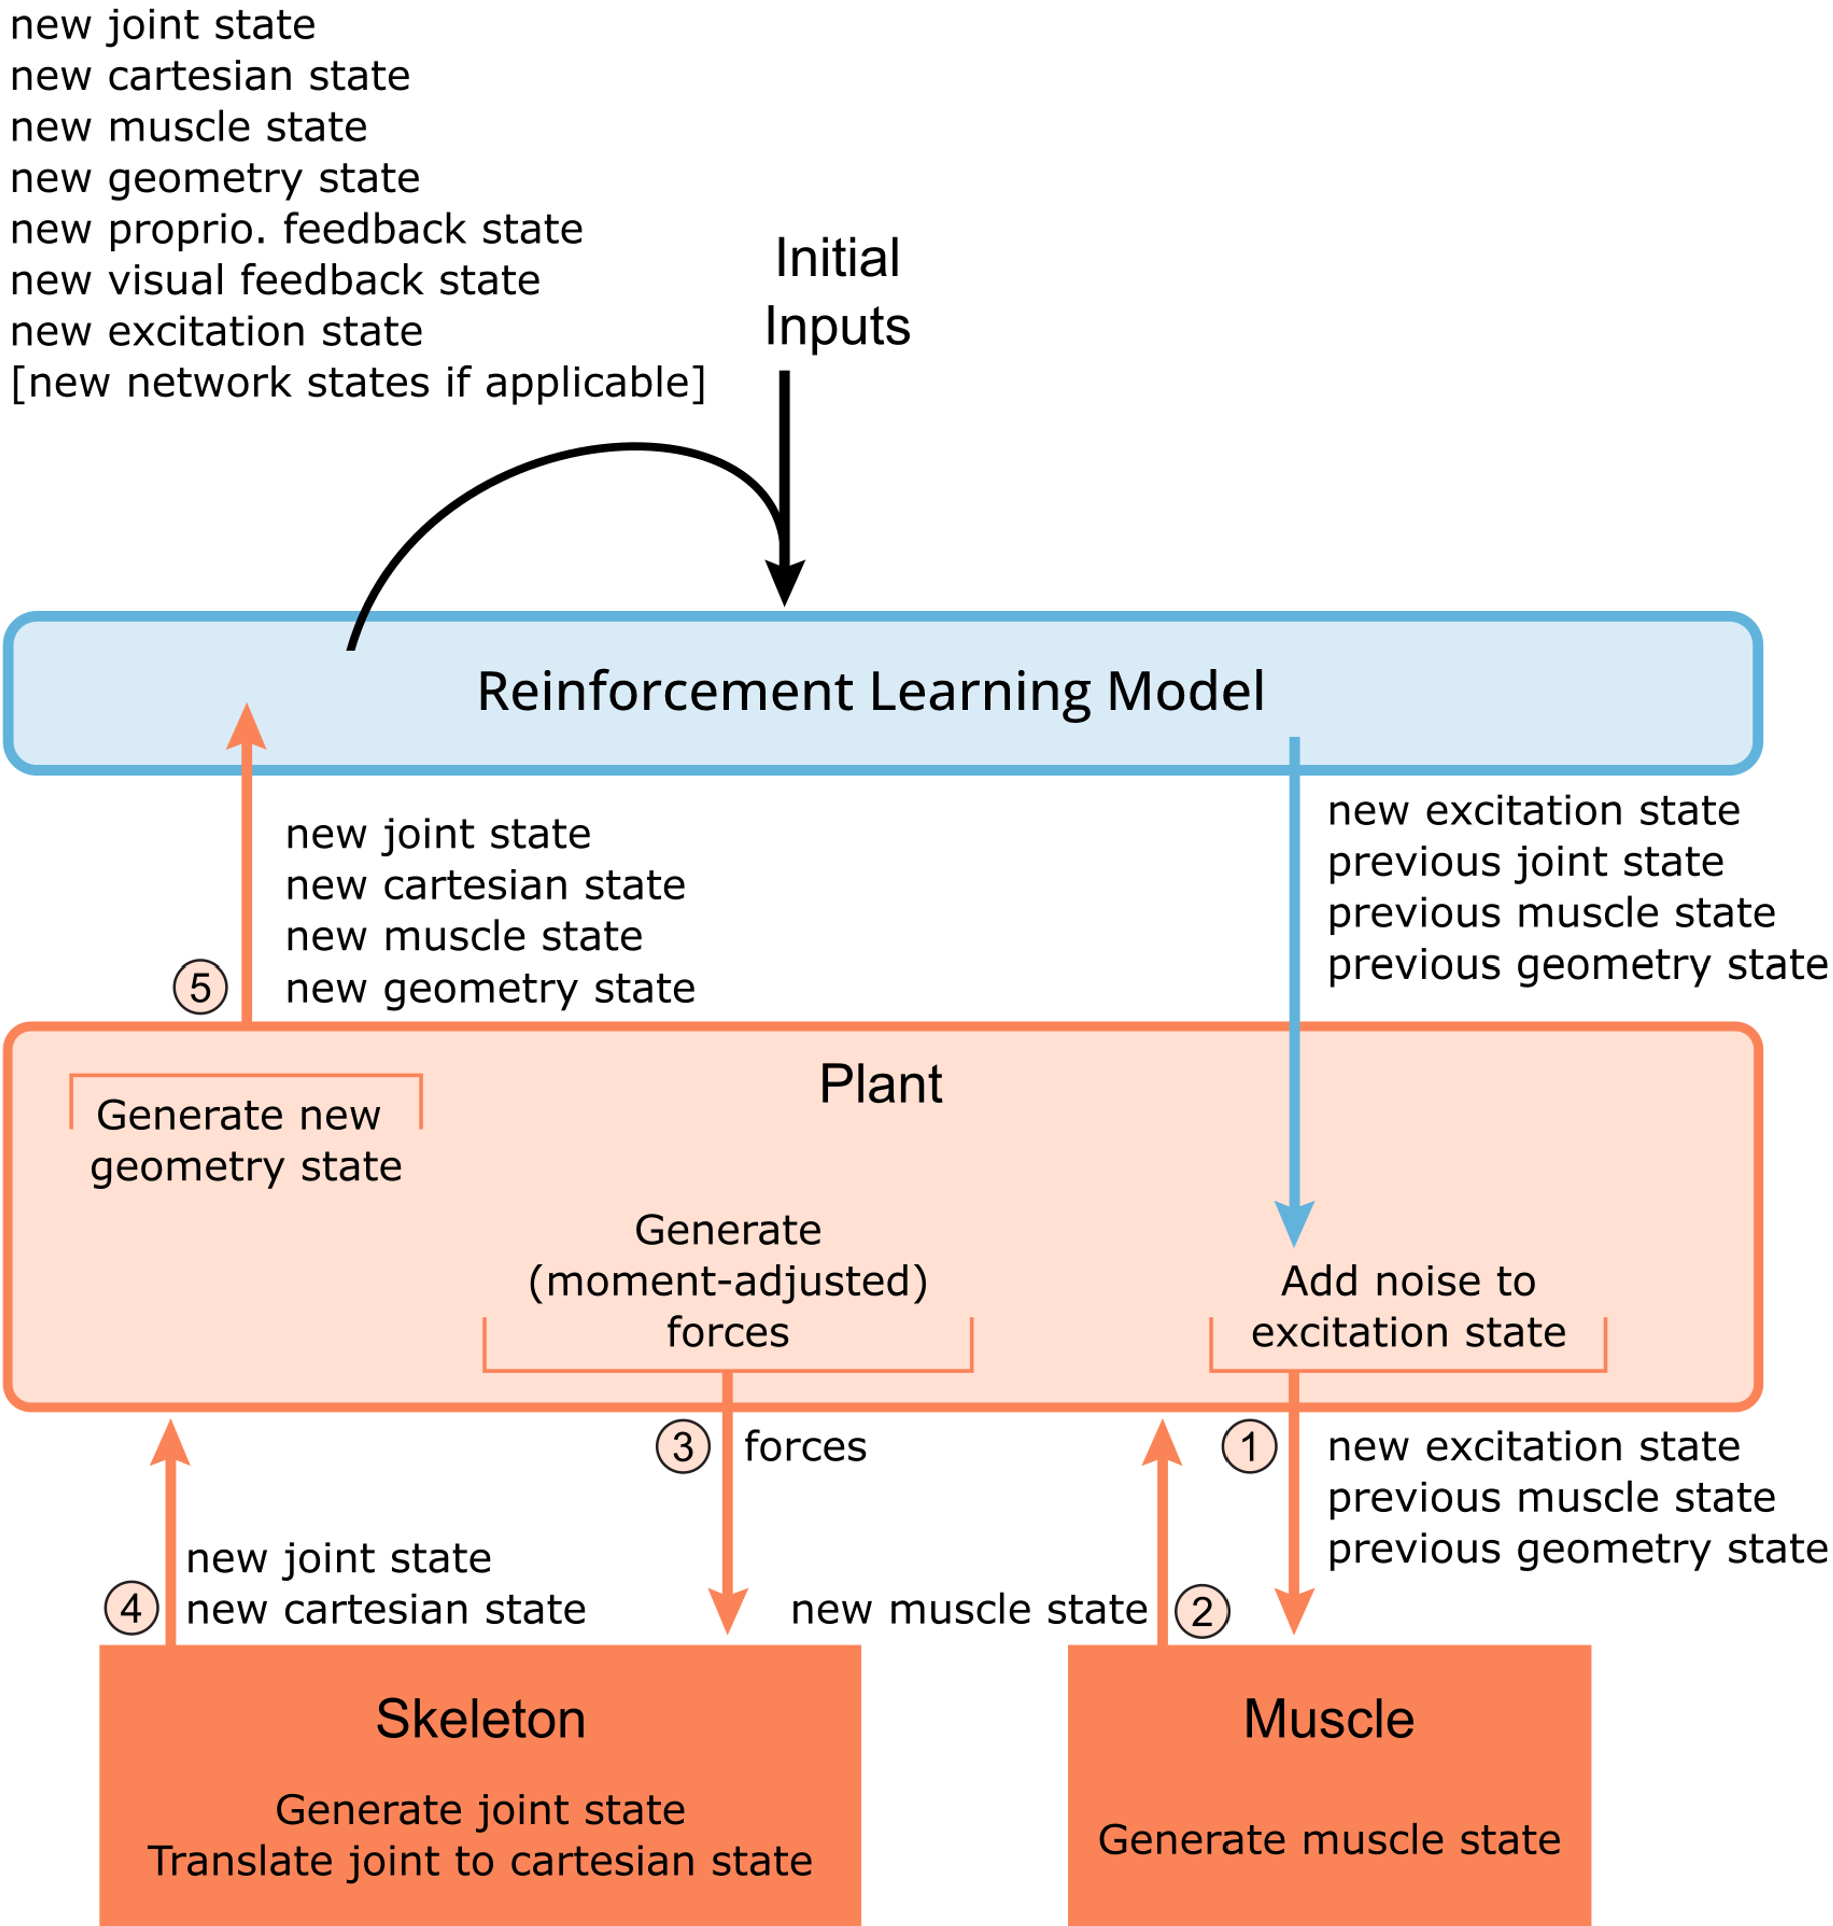 new joint state
new cartesian state
new muscle state
new geometry state
new proprio. feedback state
new visual feedback state
new excitation state
[new network states if applicable]
Initial
Inputs
Reinforcement Learning Model
new excitation state
previous joint state
previous muscle state
previous geometry state
5
new joint state
new cartesian state
new muscle state
new geometry state
Plant
Generate new
geometry state
Generate
(moment-adjusted)
forces
Add noise to
excitation state
3
forces
1
new excitation state
previous muscle state
previous geometry state
4
new joint state
new cartesian state
new muscle state
2
Skeleton
Generate joint state
Translate joint to cartesian state
Muscle
Generate muscle state